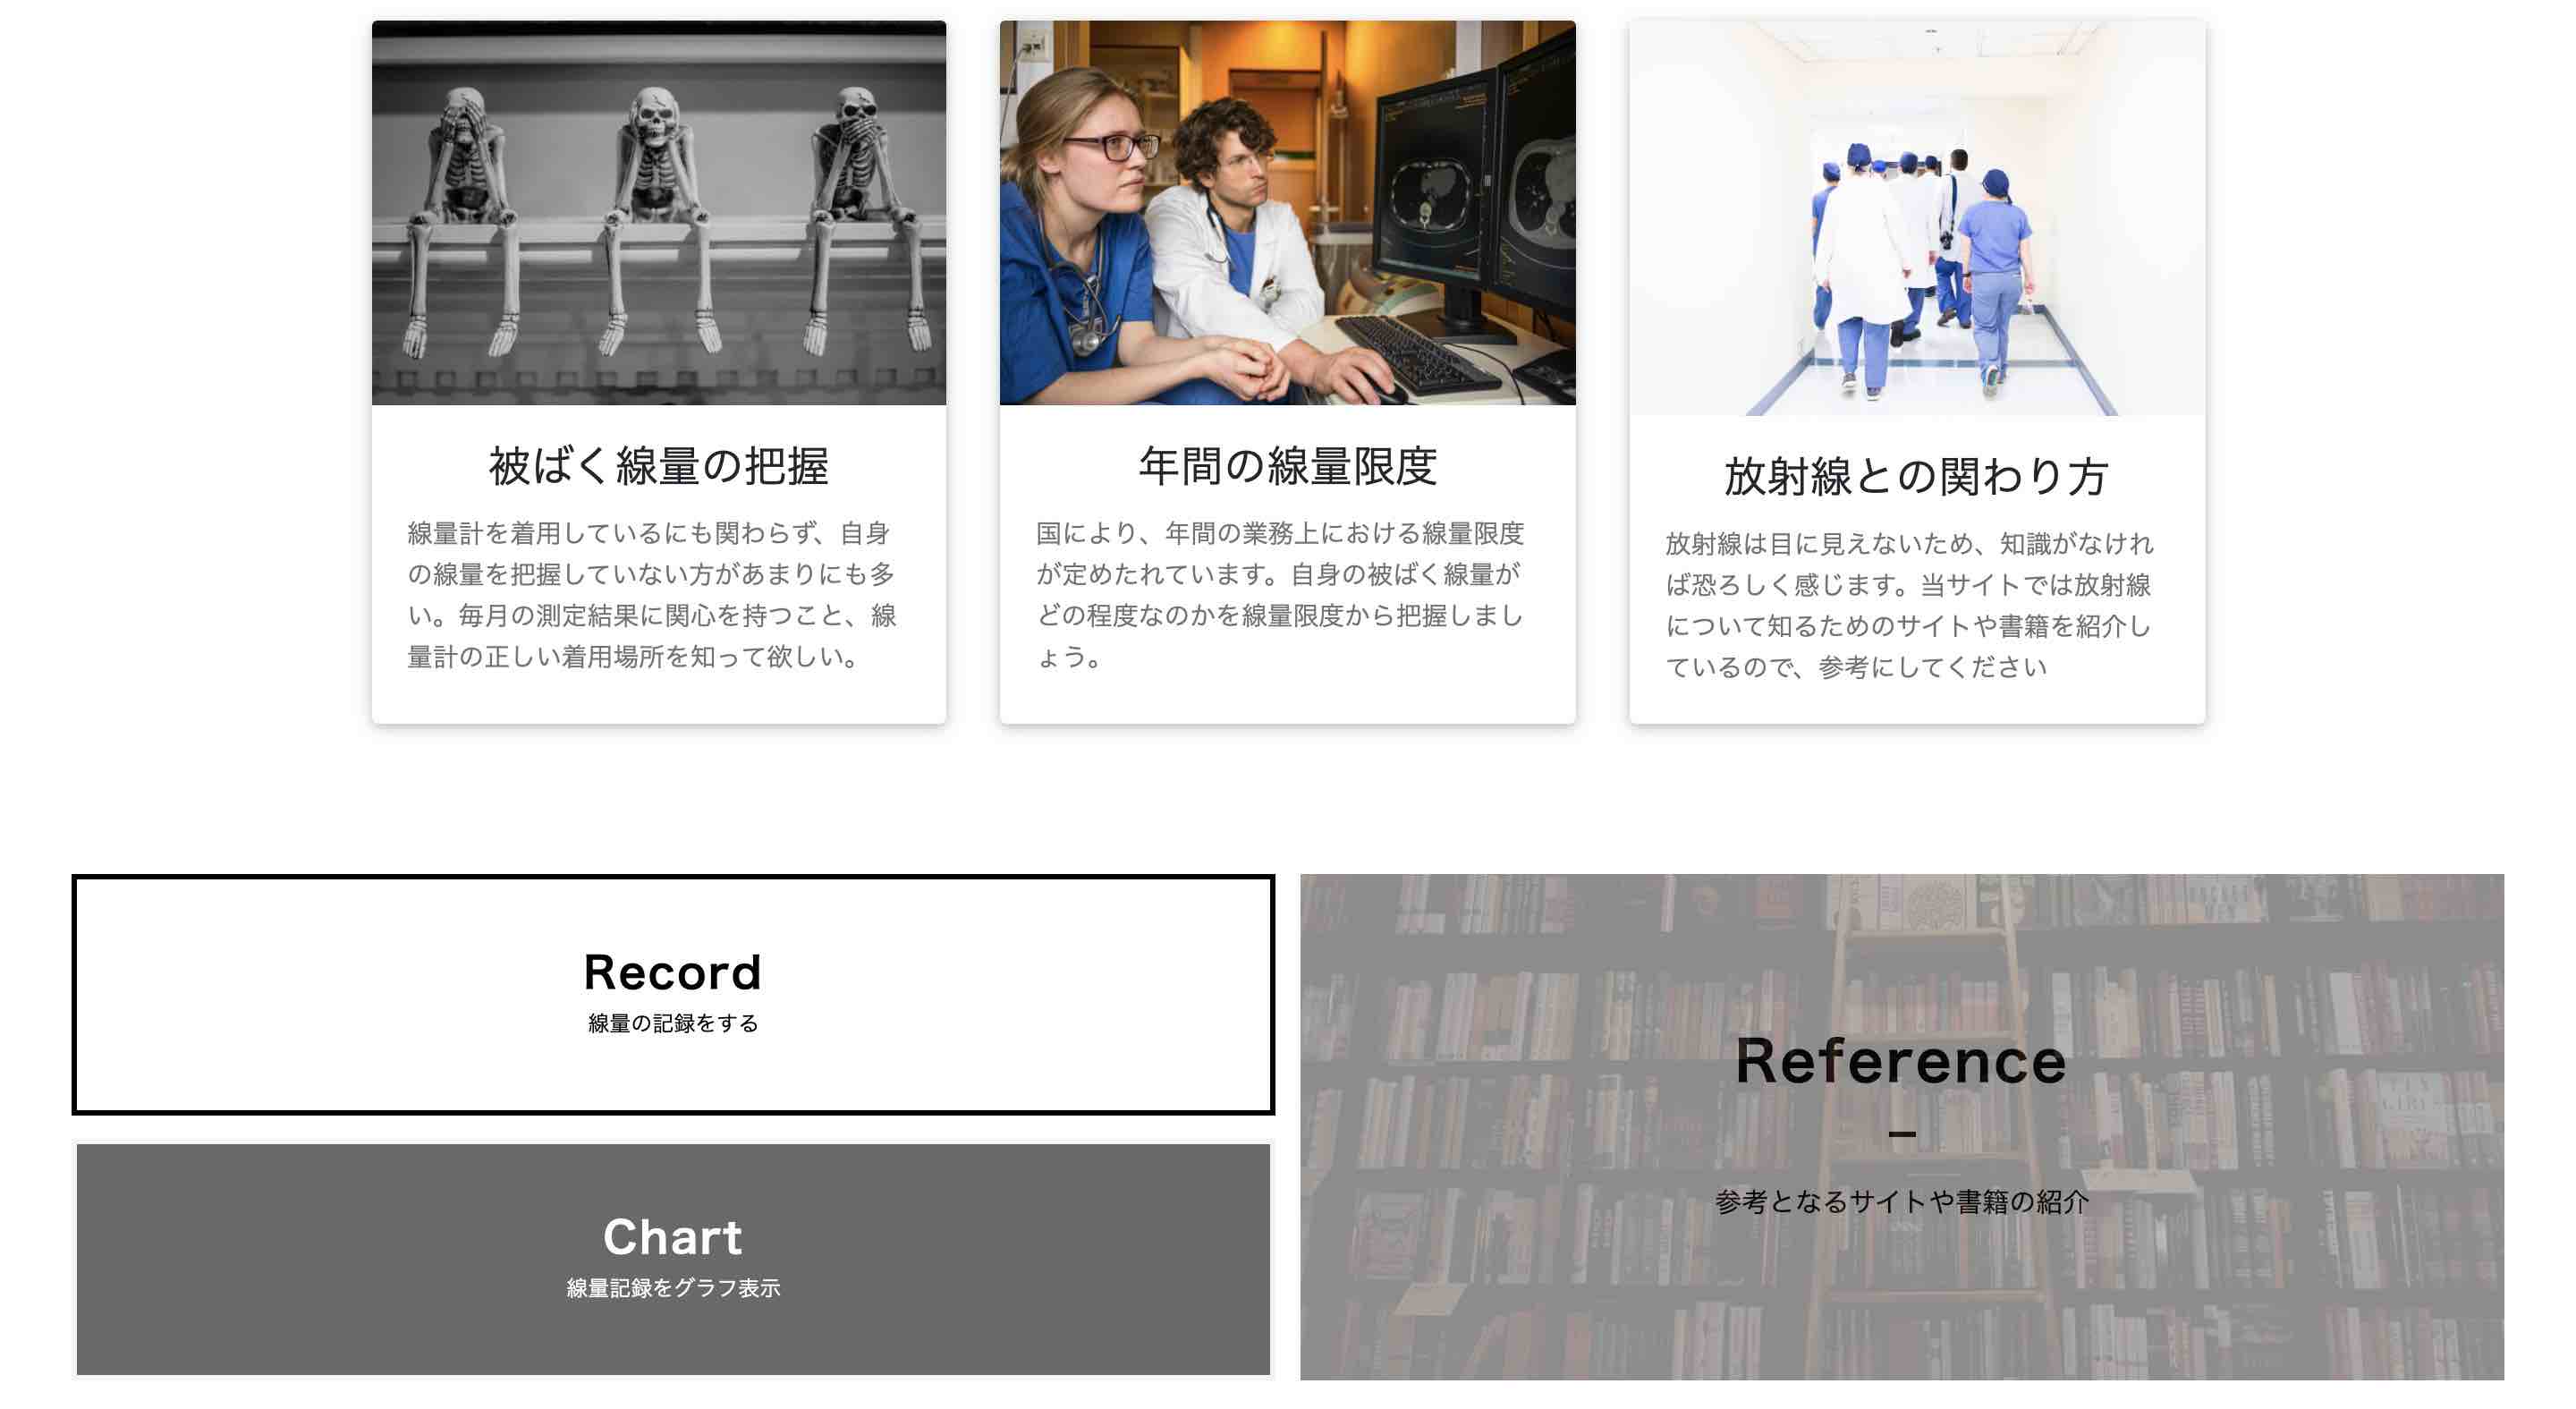 被ばく線量の把握
線量計を着用しているにも関わらず、自身
の線量を把握していない方があまりにも多
い。毎月の測定結果に関心を持つこと、線
量計の正しい着用場所を知って欲しい。
年間の線量限度
国により、年間の業務上における線量限度
が定めたれています。自身の被ばく線量が
どの程度なのかを線量限度から把握しまし
ょう。
放射線との関わり方
放射線は目に見えないため、知識がなけれ
ば恐ろしく感じます。当サイトでは放射線
について知るためのサイトや書籍を紹介し
ているので、参考にしてください
Record
線量の記録をする
Chart
線量記録をグラフ表示
Reference
参考となるサイトや書籍の紹介